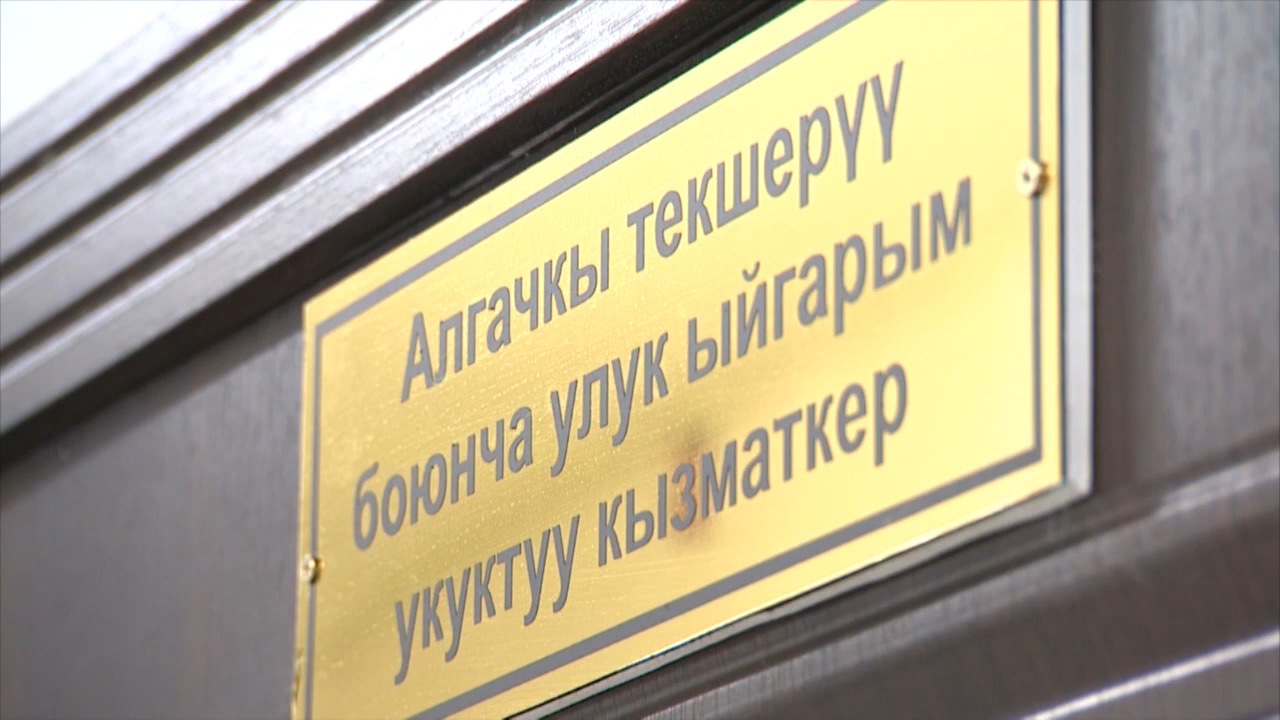 Алгачкы текшерүү
боюнча улук ыйгарым
укуктуу кызматкер